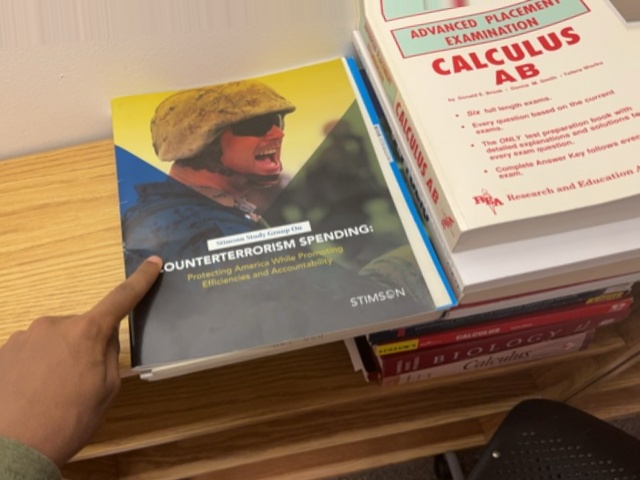 Stimson Study Group On
COUNTERTERRORISM SPENDING:
Protecting America While Promoting
Efficiencies and Accountability
STIMSON
ADVANCED PLACEMENT
EXAMINATION
CALCULUS
AB
• Six full length exams.
• Every question based on the current
exams.
• The ONLY test preparation book with
detailed explanations and solutions to
every exam question.
• Complete Answer Key follows every
exam.
REA Research and Education A
CALCULUS AB
CALCULUS
BIOLOGY
Calculus